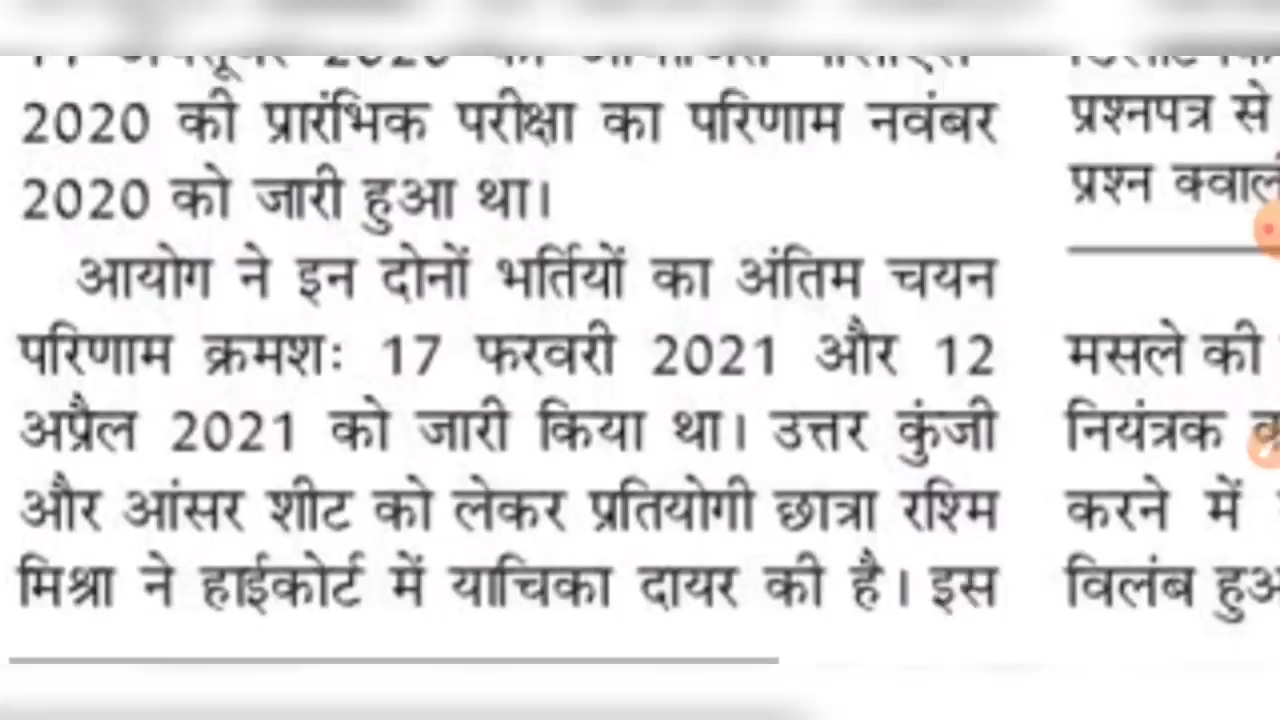 2020 की प्रारंभिक परीक्षा का परिणाम नवंबर
2020 को जारी हुआ था।
आयोग ने इन दोनों भर्तियों का अंतिम चयन
परिणाम क्रमशः 17 फरवरी 2021 और 12
अप्रैल 2021 को जारी किया था। उत्तर कुंजी
और आंसर शीट को लेकर प्रतियोगी छात्रा रश्मि
मिश्रा ने हाईकोर्ट में याचिका दायर की है। इस
प्रश्नपत्र से
प्रश्न
मसले की
नियंत्रक
करने में
विलंब